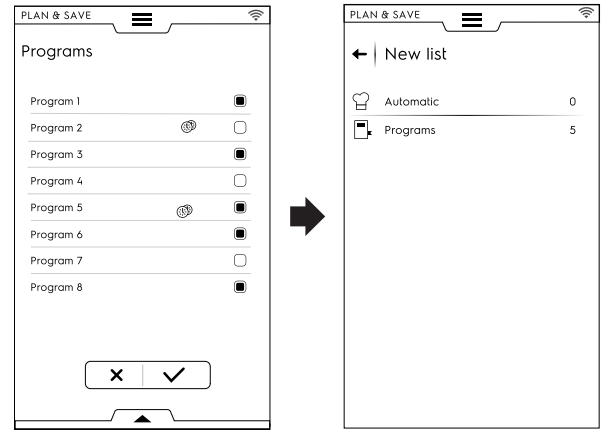 PLAN & SAVE
Programs
Program 1
Program 2
Program 3
Program 4
Program 5
Program 6
Program 7
Program 8
PLAN & SAVE
New list
Automatic 0
Programs 5